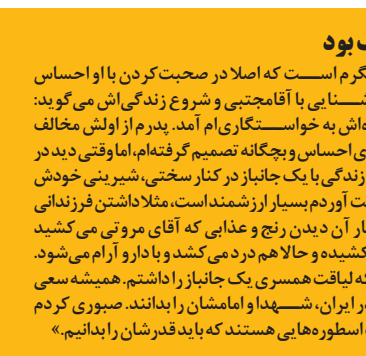 بود
گرم است که اصلا در صحبت کردن با او احساس
شنایی با آقامجتبی و شروع زندگی‌اش می‌گوید:
ه‌اش به خواستگاری‌ام آمد. پدرم از اولش مخالف
ی احساس و بچگانه تصمیم گرفته‌ام، اما وقتی دید در
زندگی با یک جانباز در کنار سختی، شیرینی خودش
ت آوردم بسیار ارزشمند است، مثلا داشتن فرزندانی
ار آن دیدن رنج و عذابی که آقای مروتی می‌کشید
کشیده و حالا هم درد می‌کشد و با دارو آرام می‌شود.
که لیاقت همسری یک جانباز را داشتم. همیشه سعی
ر ایران، شهدا و امامشان را بدانند. صبوری کردم
اسطوره‌هایی هستند که باید قدرشان را بدانیم.»